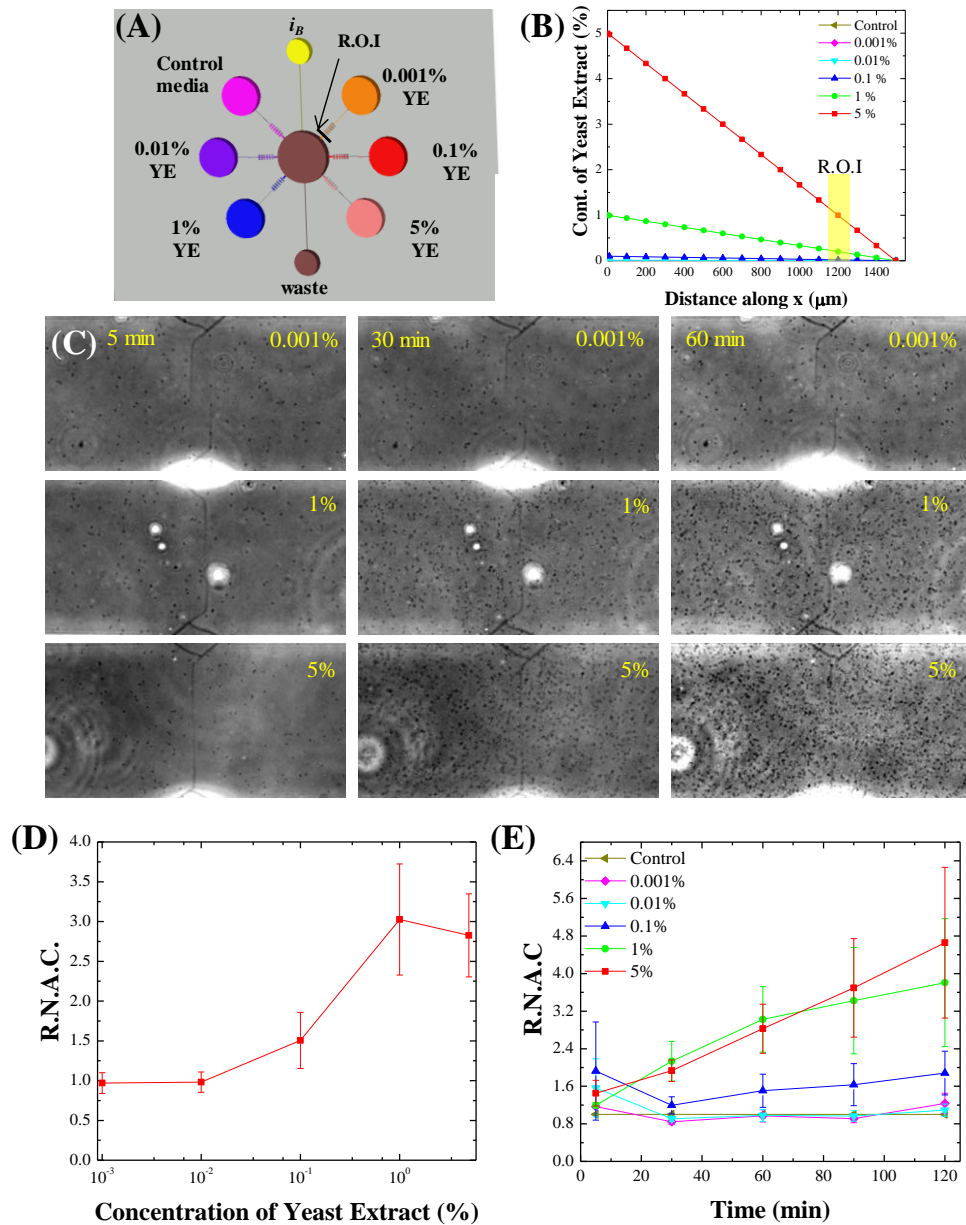 (A)
i_B
R.O.I
Control
media
0.001%
YE
0.01%
YE
0.1%
YE
1%
YE
5%
YE
waste
(B)
Cont. of Yeast Extract (%)
5
4
3
2
1
0
Control
0.001%
0.01%
0.1 %
1 %
5 %
R.O.I
0 200 400 600 800 1000 1200 1400
Distance along x (μm)
(C)
5 min 0.001%
30 min 0.001%
60 min 0.001%
1%
1%
1%
5%
5%
5%
(D)
R.N.A.C.
4.0
3.5
3.0
2.5
2.0
1.5
1.0
0.5
0.0
10^-3 10^-2 10^-1 10^0
Concentration of Yeast Extract (%)
(E)
R.N.A.C
6.4
5.6
4.8
4.0
3.2
2.4
1.6
0.8
0.0
Control
0.001%
0.01%
0.1%
1%
5%
0 20 40 60 80 100 120
Time (min)